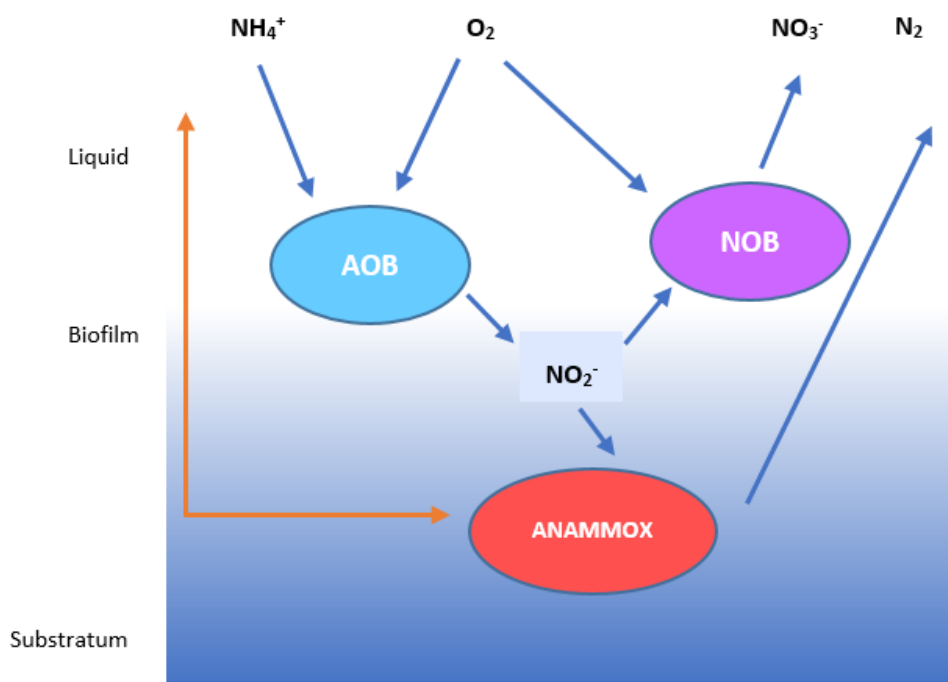 NH₄⁺
O₂
NO₃⁻
N₂
Liquid
AOB
NOB
Biofilm
NO₂⁻
ANAMMOX
Substratum